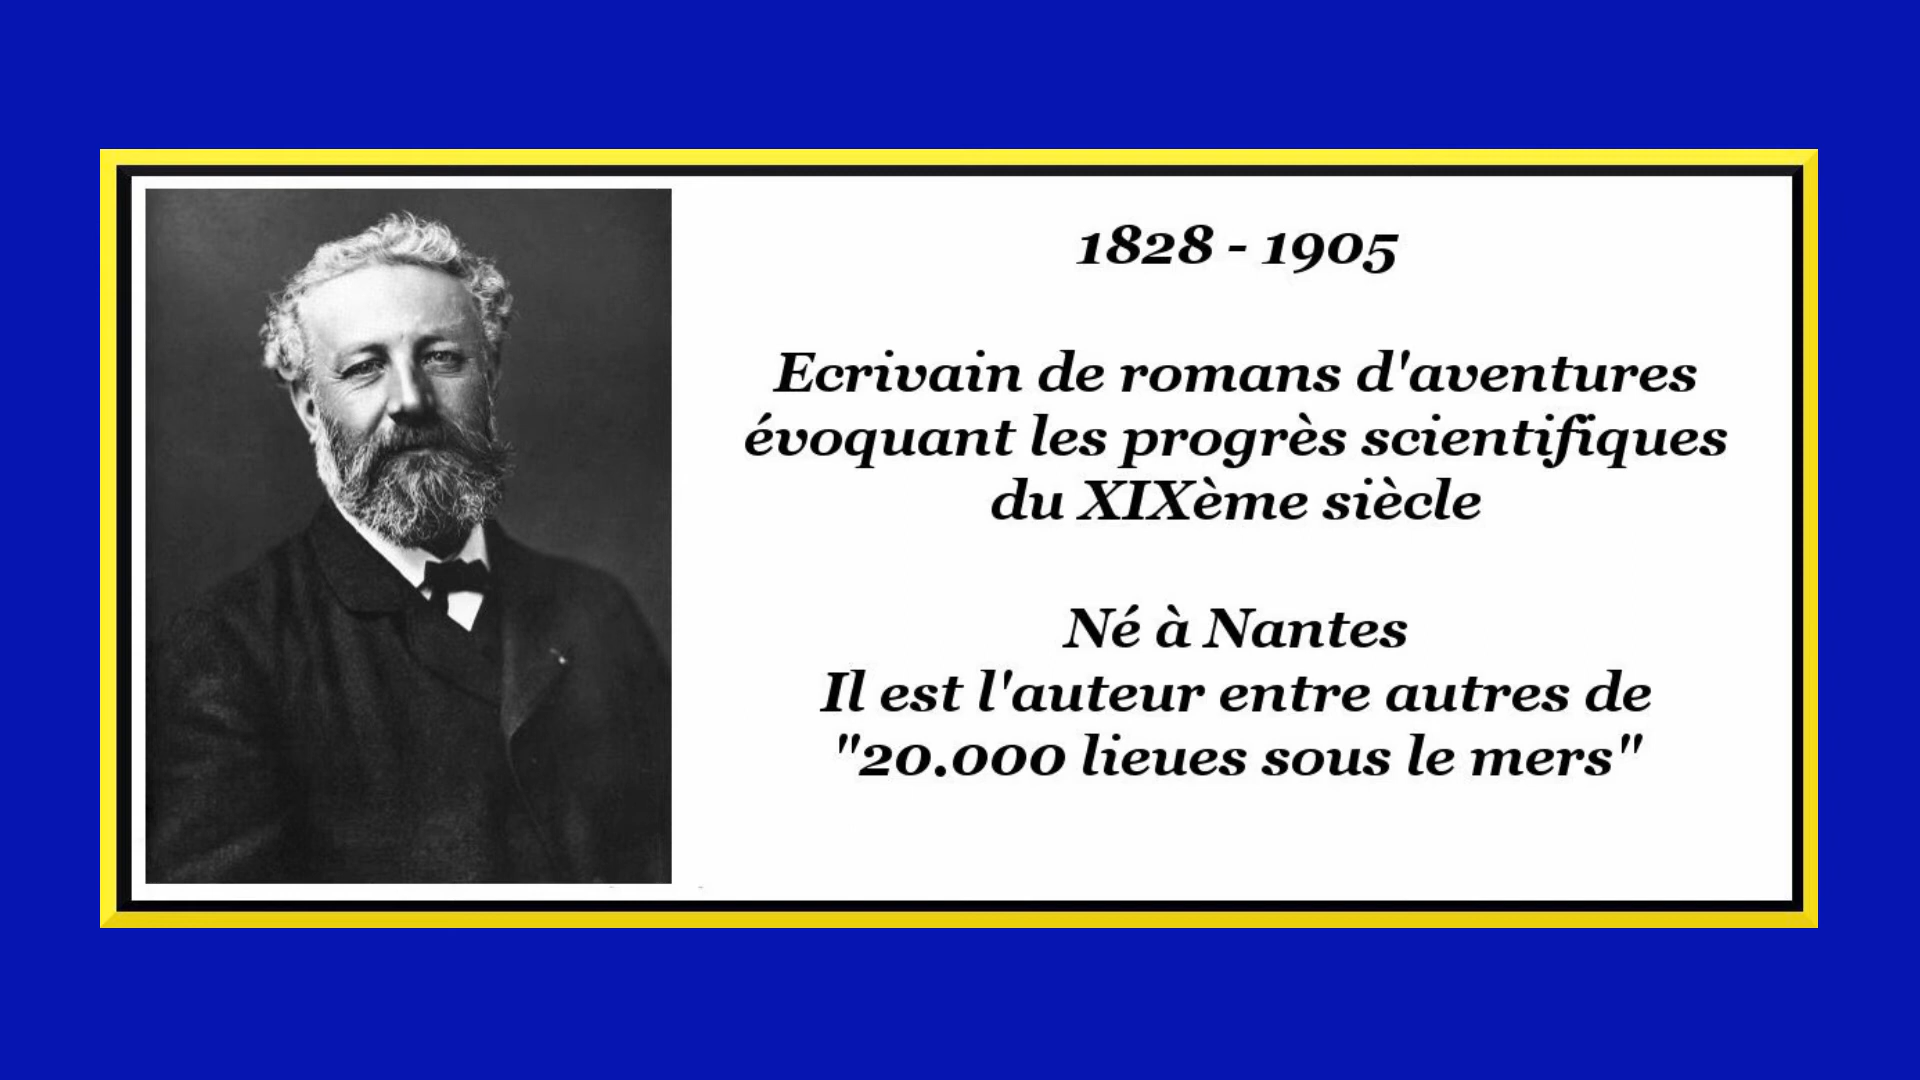 1828 - 1905
Ecrivain de romans d'aventures
évoquant les progrès scientifiques
du XIXème siècle
Né à Nantes
Il est l'auteur entre autres de
"20.000 lieues sous le mers"